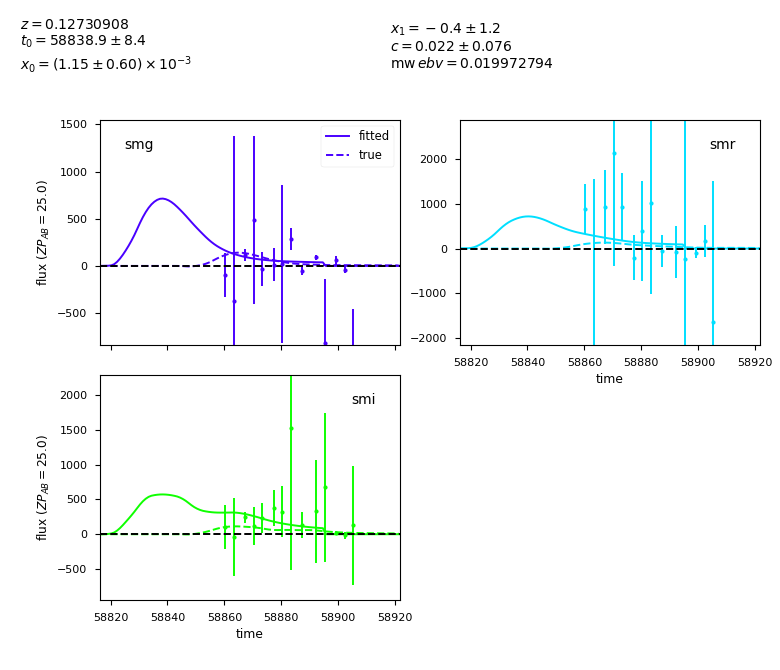 z = 0.12730908
t₀ = 58838.9 ± 8.4
x₀ = (1.15 ± 0.60) × 10⁻³
x₁ = −0.4 ± 1.2
c = 0.022 ± 0.076
mw ebv = 0.019972794
smg
fitted
true
1500
1000
500
0
−500
flux (ZP_AB = 25.0)
smr
2000
1000
0
−1000
−2000
58820 58840 58860 58880 58900 58920
time
smi
2000
1500
1000
500
0
−500
flux (ZP_AB = 25.0)
58820 58840 58860 58880 58900 58920
time